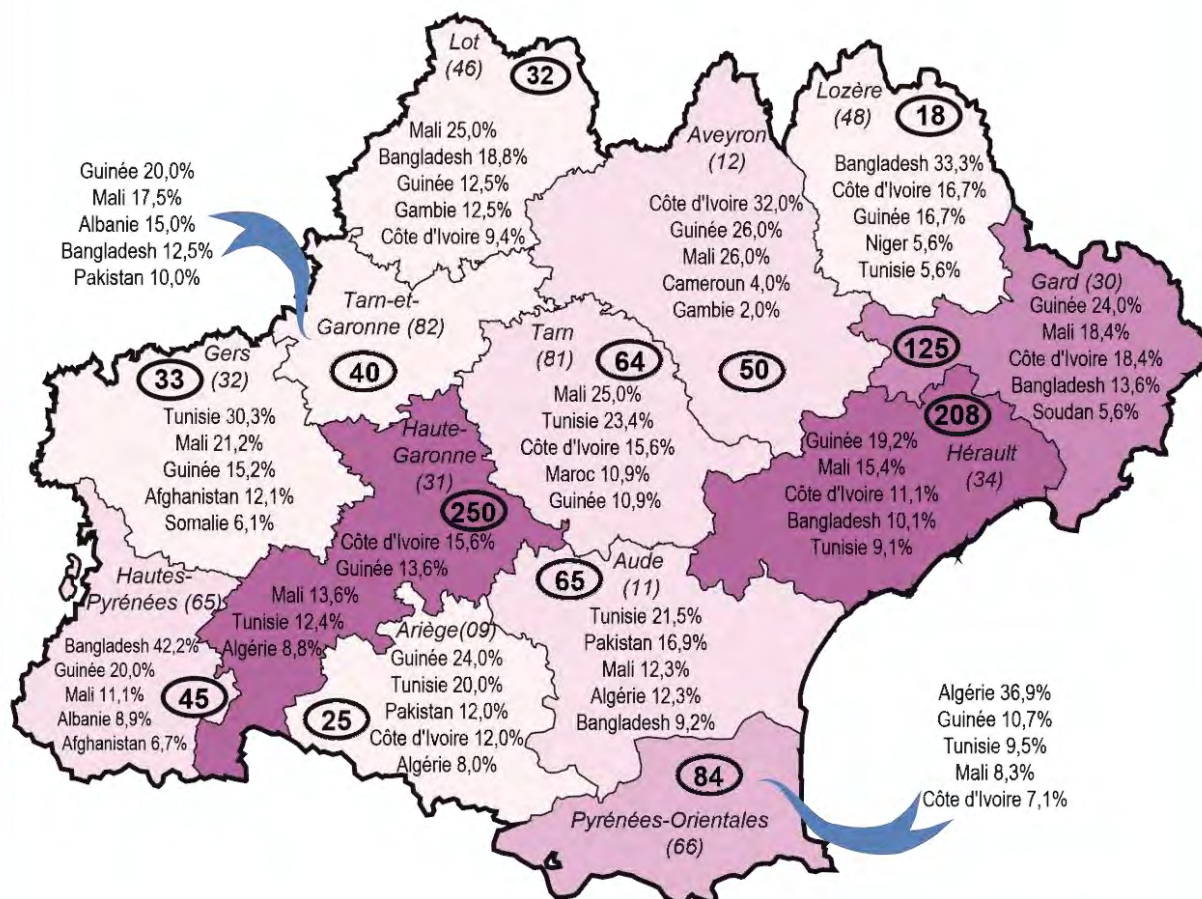 Lot
(46)
32
Mali 25,0%
Bangladesh 18,8%
Guinée 12,5%
Gambie 12,5%
Côte d'Ivoire 9,4%
Aveyron
(12)
Côte d'Ivoire 32,0%
Guinée 26,0%
Mali 26,0%
Cameroun 4,0%
Gambie 2,0%
50
Lozère
(48)
18
Bangladesh 33,3%
Côte d'Ivoire 16,7%
Guinée 16,7%
Niger 5,6%
Tunisie 5,6%
Guinée 20,0%
Mali 17,5%
Albanie 15,0%
Bangladesh 12,5%
Pakistan 10,0%
Tarn-et-
Garonne (82)
40
Gard (30)
Guinée 24,0%
Mali 18,4%
Côte d'Ivoire 18,4%
Bangladesh 13,6%
Soudan 5,6%
125
Gers
(32)
33
Tunisie 30,3%
Mali 21,2%
Guinée 15,2%
Afghanistan 12,1%
Somalie 6,1%
Tarn
(81)
64
Mali 25,0%
Tunisie 23,4%
Côte d'Ivoire 15,6%
Maroc 10,9%
Guinée 10,9%
208
Hérault
(34)
Guinée 19,2%
Mali 15,4%
Côte d'Ivoire 11,1%
Bangladesh 10,1%
Tunisie 9,1%
Haute-
Garonne
(31)
250
Côte d'Ivoire 15,6%
Guinée 13,6%
Mali 13,6%
Tunisie 12,4%
Algérie 8,8%
Hautes-
Pyrénées (65)
Bangladesh 42,2%
Guinée 20,0%
Mali 11,1%
Albanie 8,9%
Afghanistan 6,7%
45
Ariège(09)
Guinée 24,0%
Tunisie 20,0%
Pakistan 12,0%
Côte d'Ivoire 12,0%
Algérie 8,0%
25
Aude
(11)
65
Tunisie 21,5%
Pakistan 16,9%
Mali 12,3%
Algérie 12,3%
Bangladesh 9,2%
84
Pyrénées-Orientales
(66)
Algérie 36,9%
Guinée 10,7%
Tunisie 9,5%
Mali 8,3%
Côte d'Ivoire 7,1%